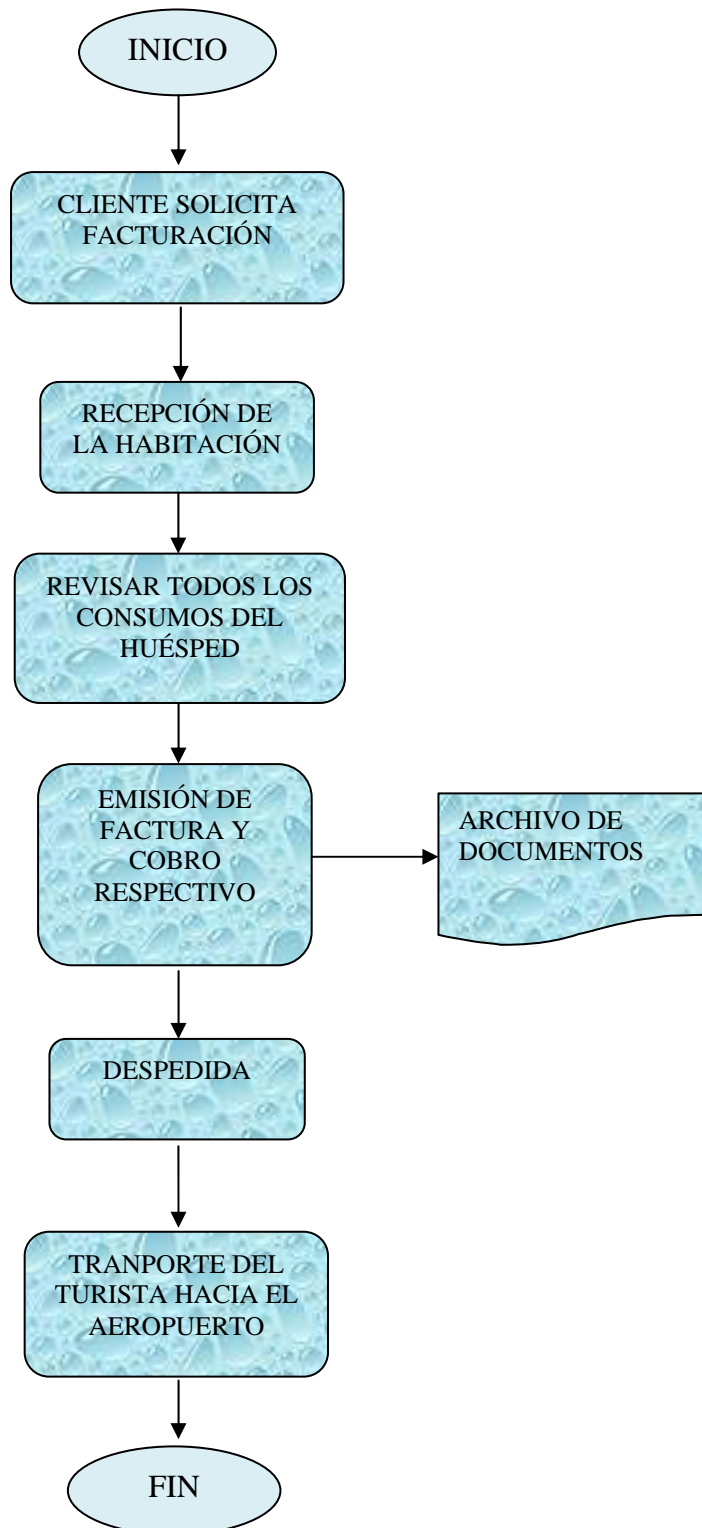 INICIO
CLIENTE SOLICITA
FACTURACIÓN
RECEPCIÓN DE
LA HABITACIÓN
REVISAR TODOS LOS
CONSUMOS DEL
HUÉSPED
EMISIÓN DE
FACTURA Y
COBRO
RESPECTIVO
ARCHIVO DE
DOCUMENTOS
DESPEDIDA
TRANPORTE DEL
TURISTA HACIA EL
AEROPUERTO
FIN